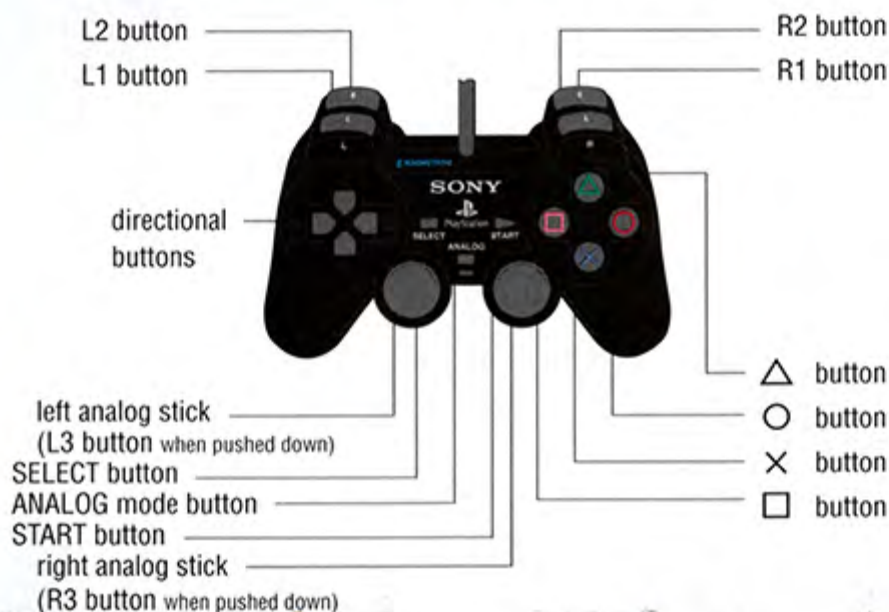 L2 button
L1 button
R2 button
R1 button
SONY
PlayStation
SELECT
START
ANALOG
directional
buttons
△ button
○ button
✕ button
□ button
left analog stick
(L3 button when pushed down)
SELECT button
ANALOG mode button
START button
right analog stick
(R3 button when pushed down)